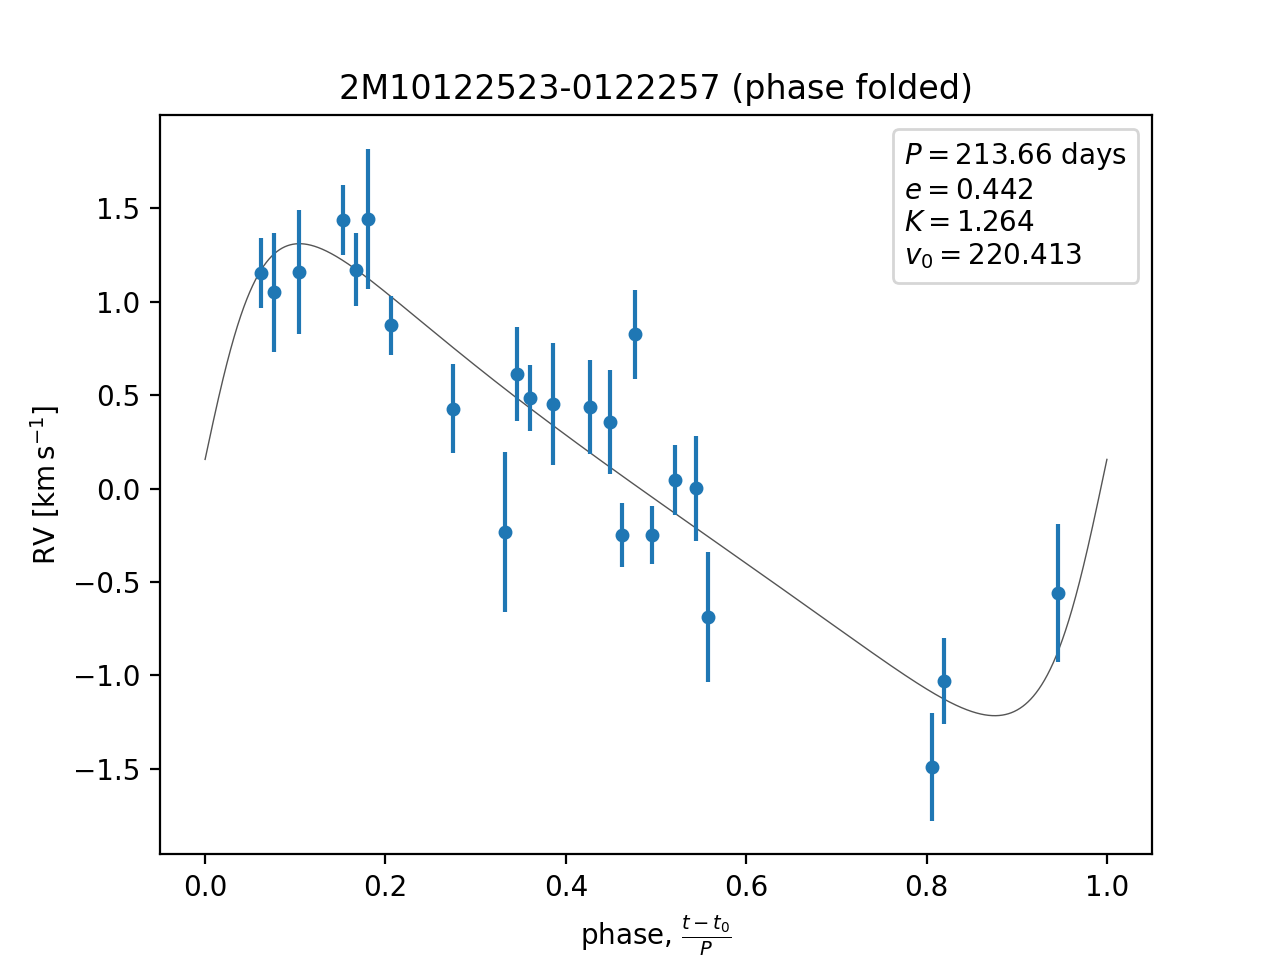 2M10122523-0122257 (phase folded)
P = 213.66 days
e = 0.442
K = 1.264
v₀ = 220.413
RV [km s⁻¹]
1.5
1.0
0.5
0.0
−0.5
−1.0
−1.5
0.0 0.2 0.4 0.6 0.8 1.0
phase, (t − t₀)/P